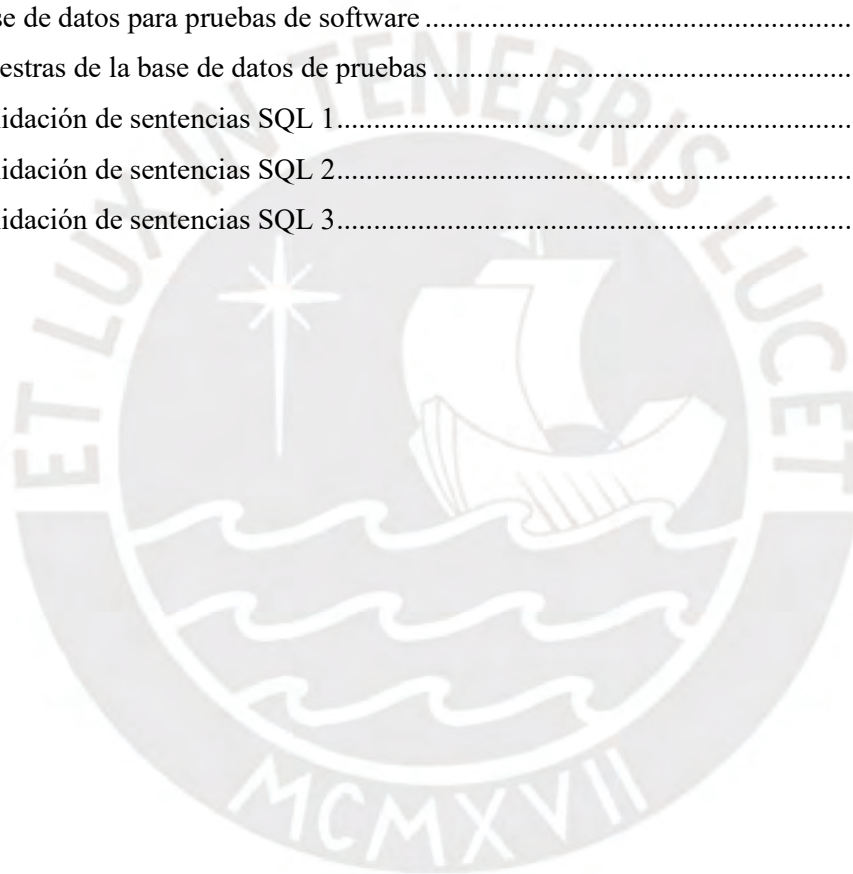 se de datos para pruebas de software
estras de la base de datos de pruebas
idación de sentencias SQL 1
idación de sentencias SQL 2
idación de sentencias SQL 3
ET LUX IN TENEBRIS LUCET
MCMXVII